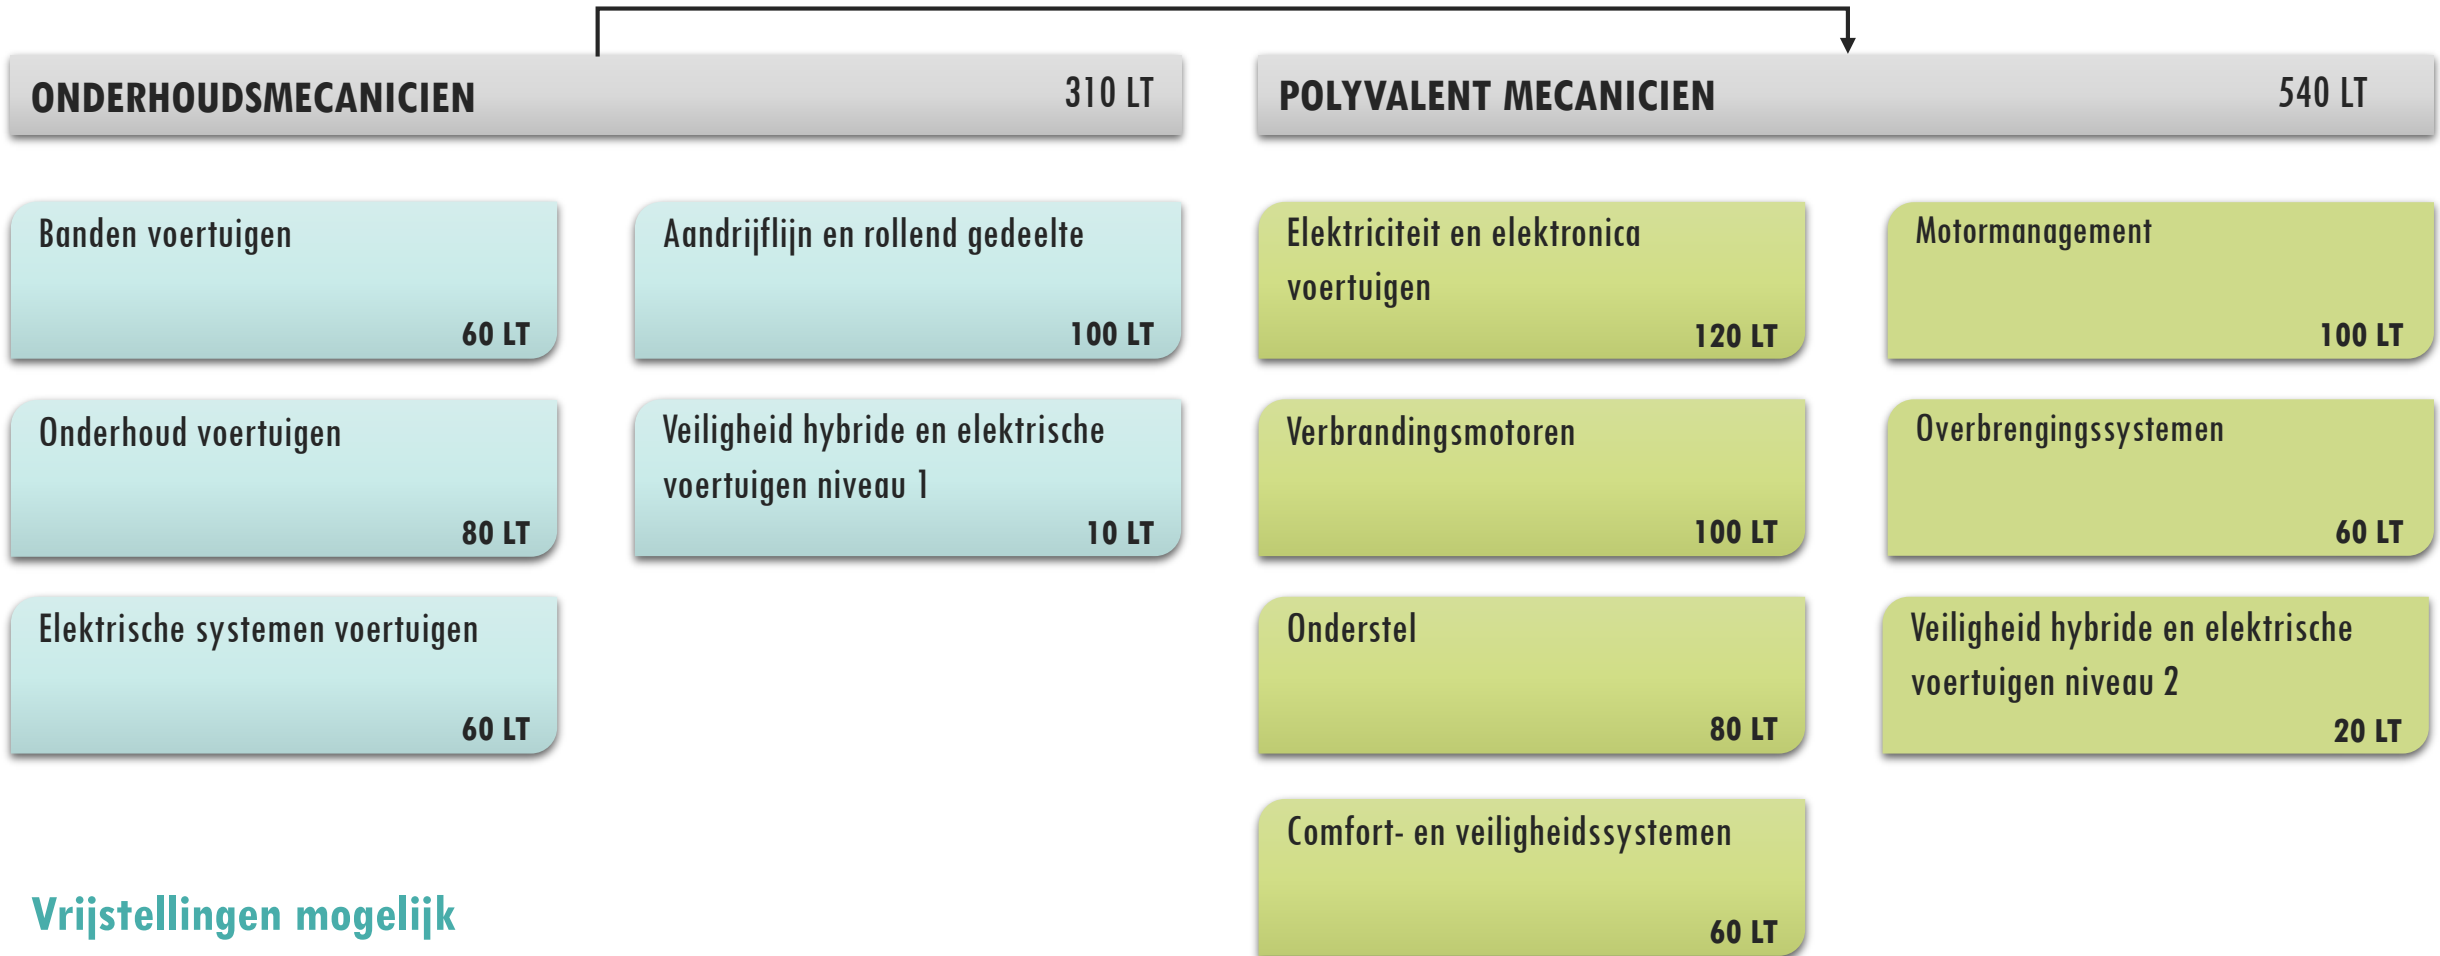 ONDERHOUDSMECANICIEN 310 LT
Banden voertuigen
60 LT
Onderhoud voertuigen
80 LT
Elektrische systemen voertuigen
60 LT
Aandrijflijn en rollend gedeelte
100 LT
Veiligheid hybride en elektrische
voertuigen niveau 1
10 LT
Vrijstellingen mogelijk
POLYVALENT MECANICIEN 540 LT
Elektriciteit en elektronica
voertuigen
120 LT
Verbrandingsmotoren
100 LT
Onderstel
80 LT
Comfort- en veiligheidssystemen
60 LT
Motormanagement
100 LT
Overbrengingssystemen
60 LT
Veiligheid hybride en elektrische
voertuigen niveau 2
20 LT